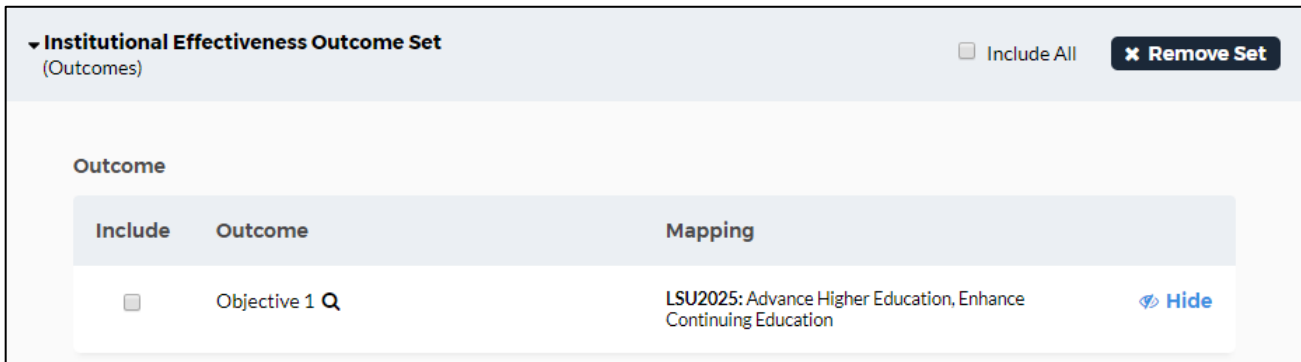 Institutional Effectiveness Outcome Set
(Outcomes)
Include All
Remove Set
Outcome
Include Outcome Mapping
Objective 1 LSU2025: Advance Higher Education, Enhance
Continuing Education
Hide